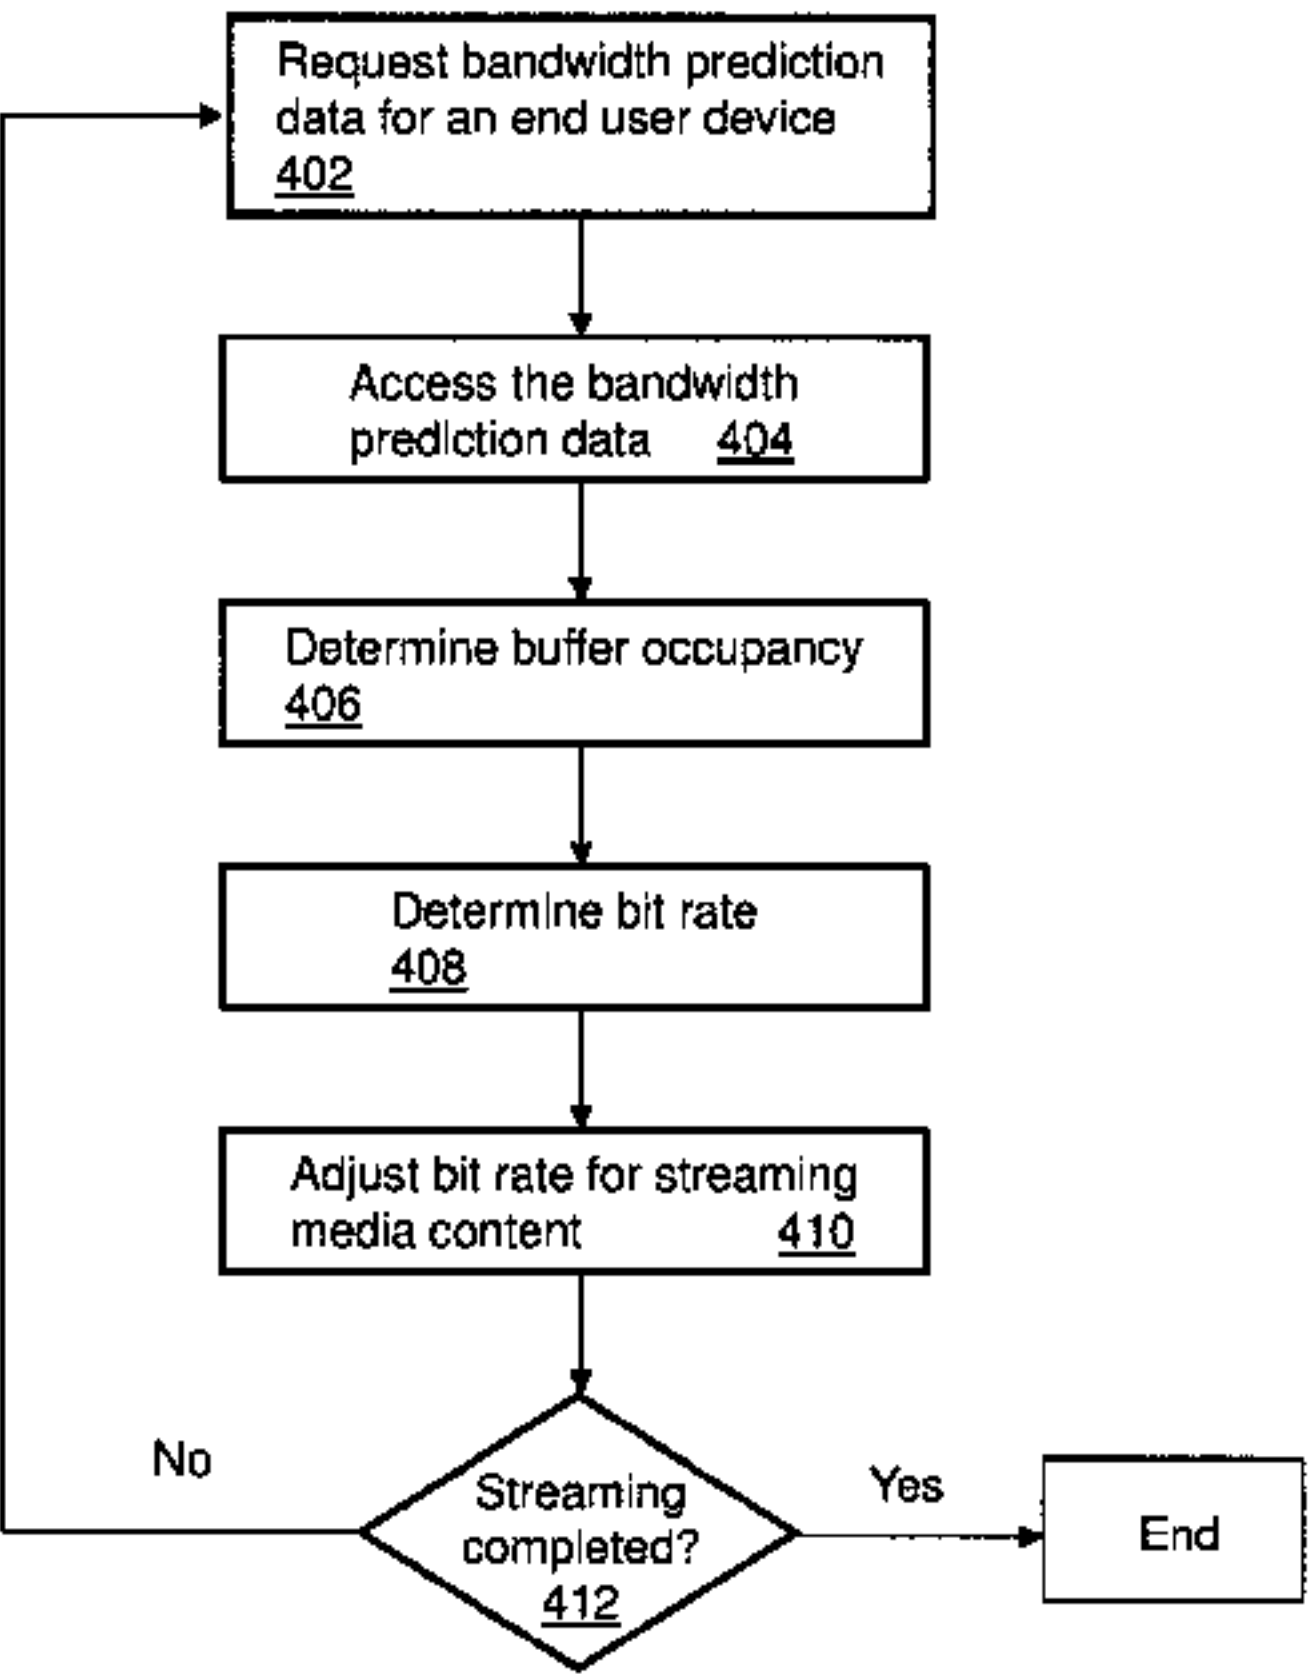 Request bandwidth prediction
data for an end user device
402
Access the bandwidth
prediction data 404
Determine buffer occupancy
406
Determine bit rate
408
Adjust bit rate for streaming
media content 410
No
Streaming
completed?
412
Yes
End